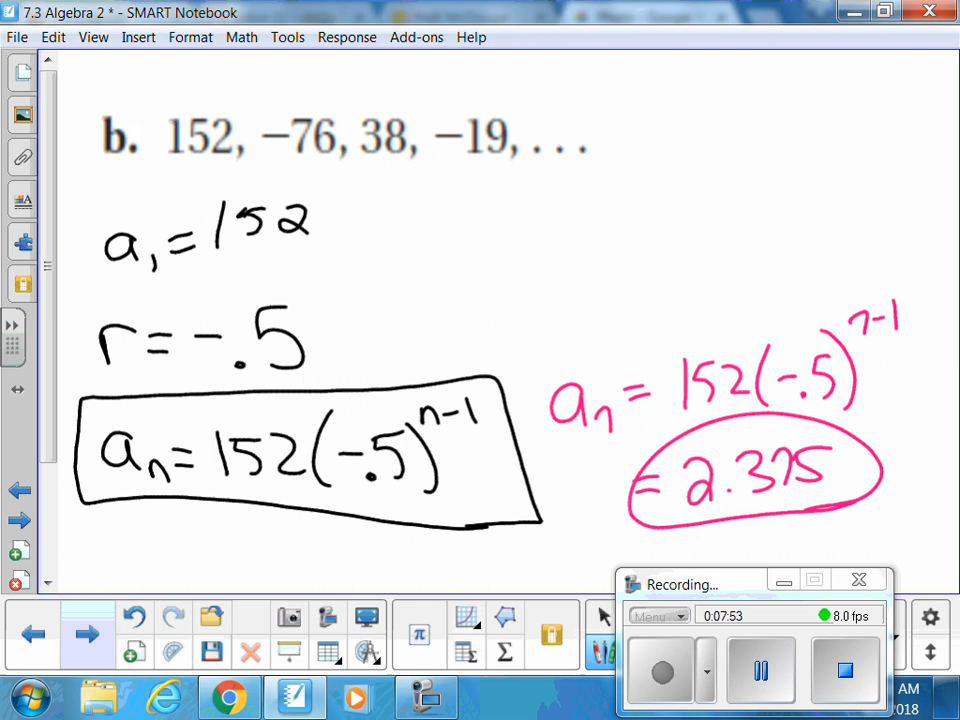 7.3 Algebra 2 * - SMART Notebook
File Edit View Insert Format Math Tools Response Add-ons Help
b. 152, −76, 38, −19, . . .
a₁ = 152
r = -.5
aₙ = 152(-.5)ⁿ⁻¹
aₙ = 152(-.5)ⁿ⁻¹
= 2.375
Recording...
Menu 0:07:53 8.0 fps
AM
2018